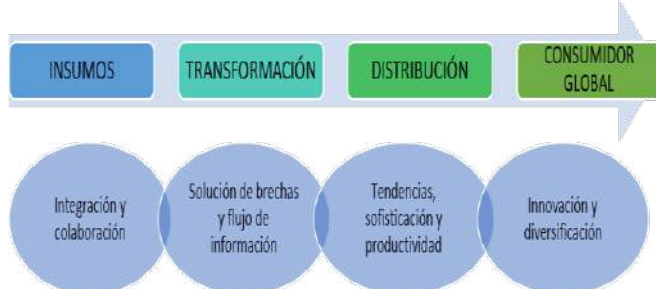 INSUMOS
TRANSFORMACIÓN
DISTRIBUCIÓN
CONSUMIDOR
GLOBAL
Integración y
colaboración
Solución de brechas
y flujo de
información
Tendencias,
sofisticación y
productividad
Innovación y
diversificación